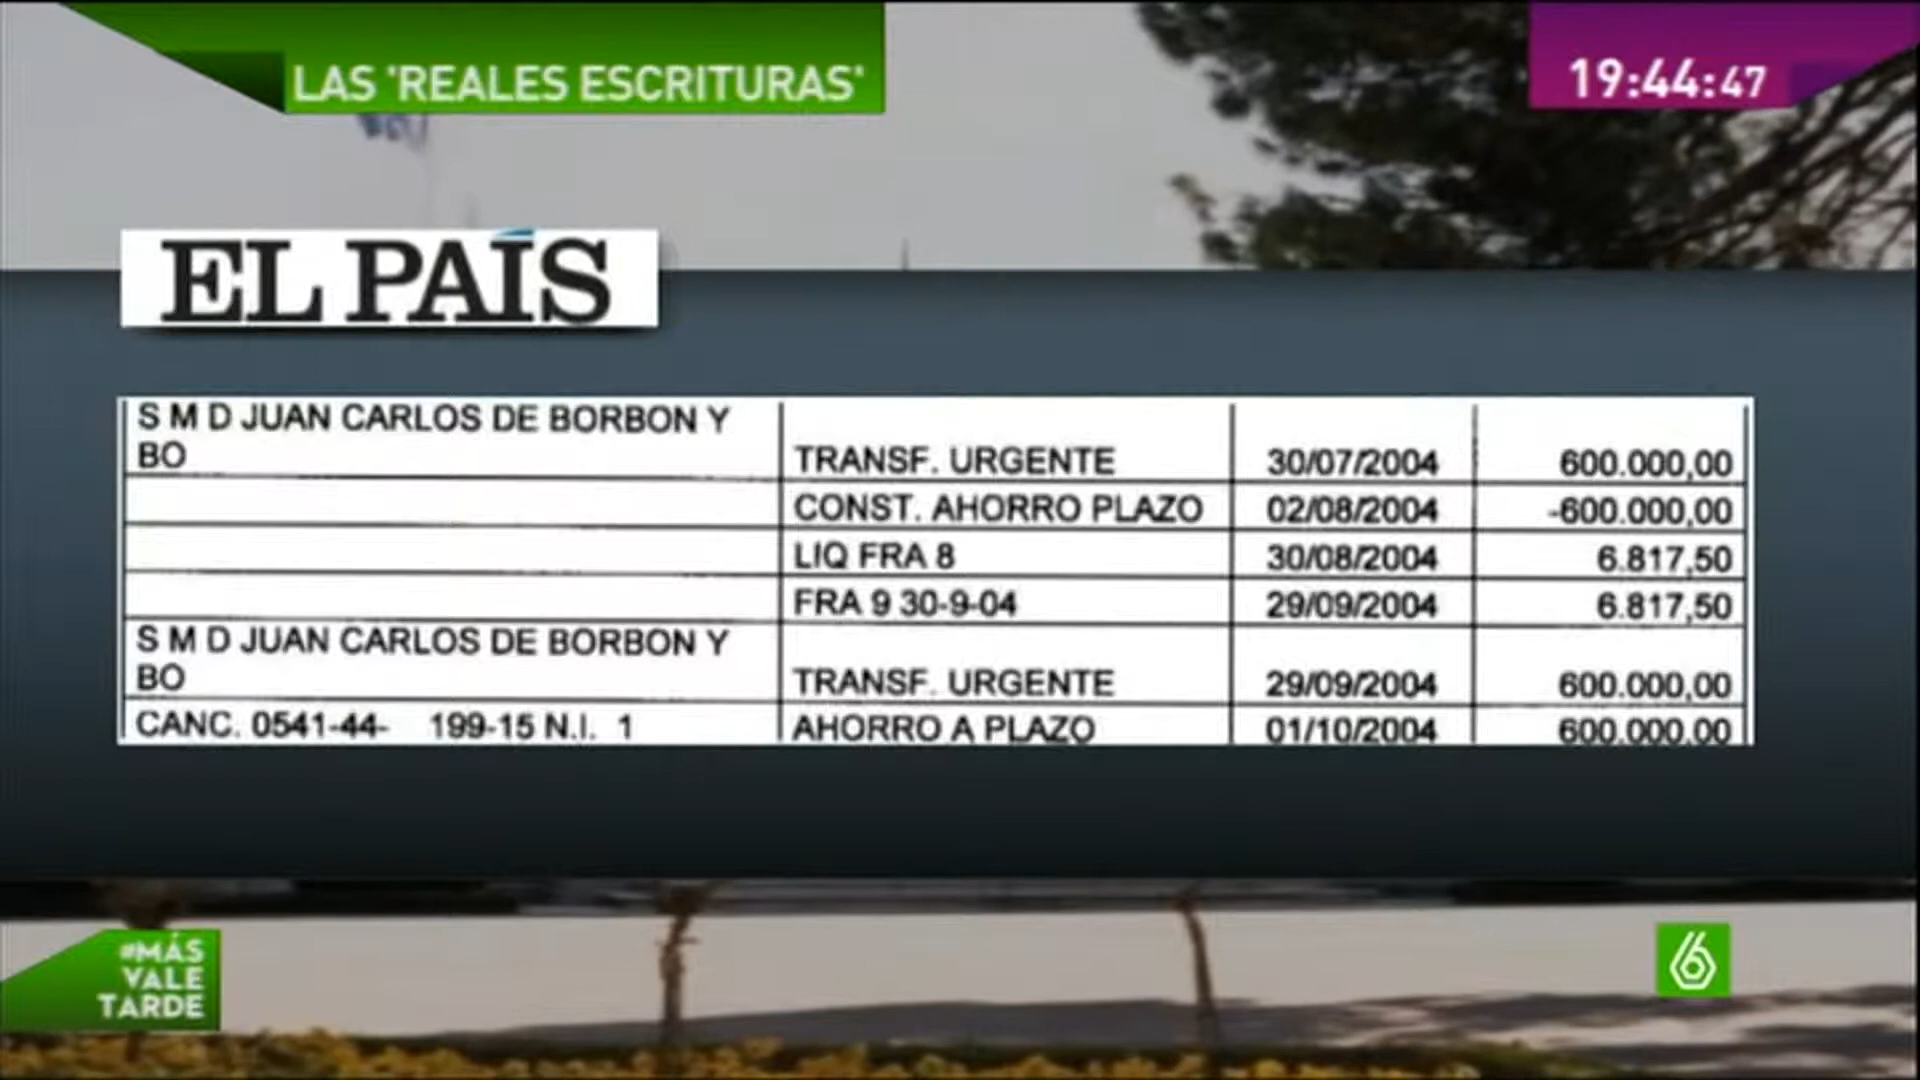 LAS 'REALES ESCRITURAS'
19:44:47
EL PAÍS
S M D JUAN CARLOS DE BORBON Y
BO TRANSF. URGENTE 30/07/2004 600.000,00
CONST. AHORRO PLAZO 02/08/2004 -600.000,00
LIQ FRA 8 30/08/2004 6.817,50
FRA 9 30-9-04 29/09/2004 6.817,50
S M D JUAN CARLOS DE BORBON Y
BO TRANSF. URGENTE 29/09/2004 600.000,00
CANC. 0541-44- 199-15 N.I. 1 AHORRO A PLAZO 01/10/2004 600.000,00
#MÁS
VALE
TARDE
6